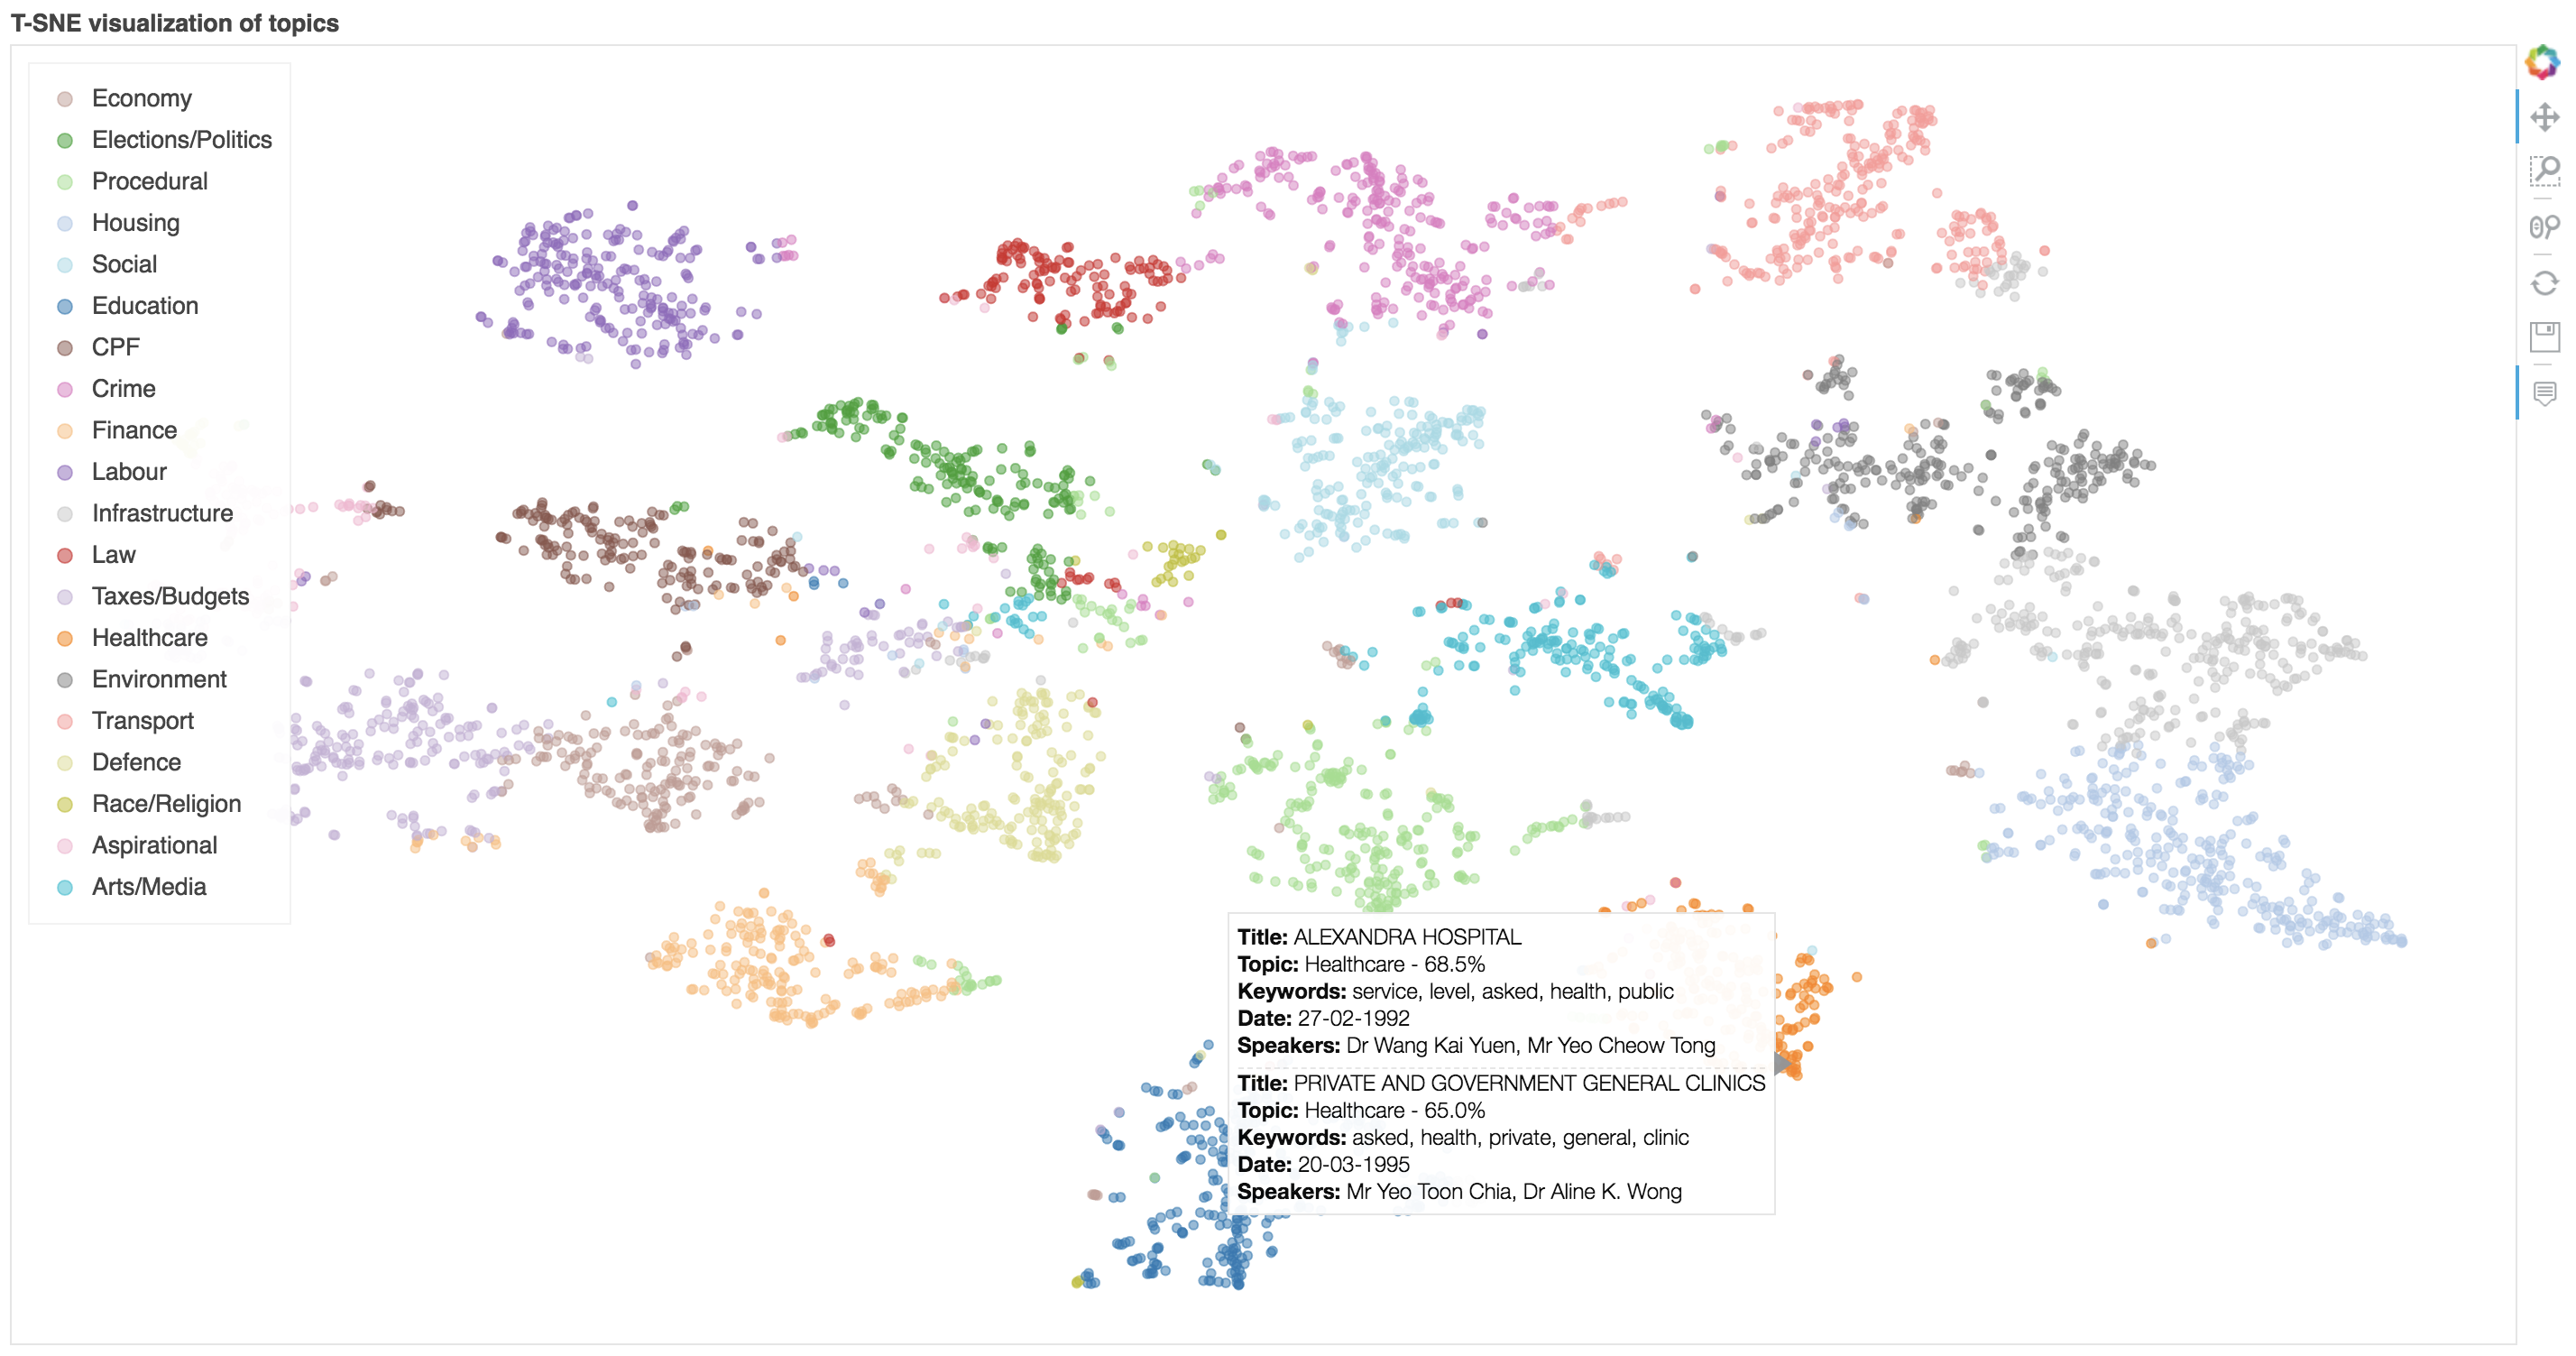 T-SNE visualization of topics
Economy
Elections/Politics
Procedural
Housing
Social
Education
CPF
Crime
Finance
Labour
Infrastructure
Law
Taxes/Budgets
Healthcare
Environment
Transport
Defence
Race/Religion
Aspirational
Arts/Media
Title: ALEXANDRA HOSPITAL
Topic: Healthcare - 68.5%
Keywords: service, level, asked, health, public
Date: 27-02-1992
Speakers: Dr Wang Kai Yuen, Mr Yeo Cheow Tong
Title: PRIVATE AND GOVERNMENT GENERAL CLINICS
Topic: Healthcare - 65.0%
Keywords: asked, health, private, general, clinic
Date: 20-03-1995
Speakers: Mr Yeo Toon Chia, Dr Aline K. Wong